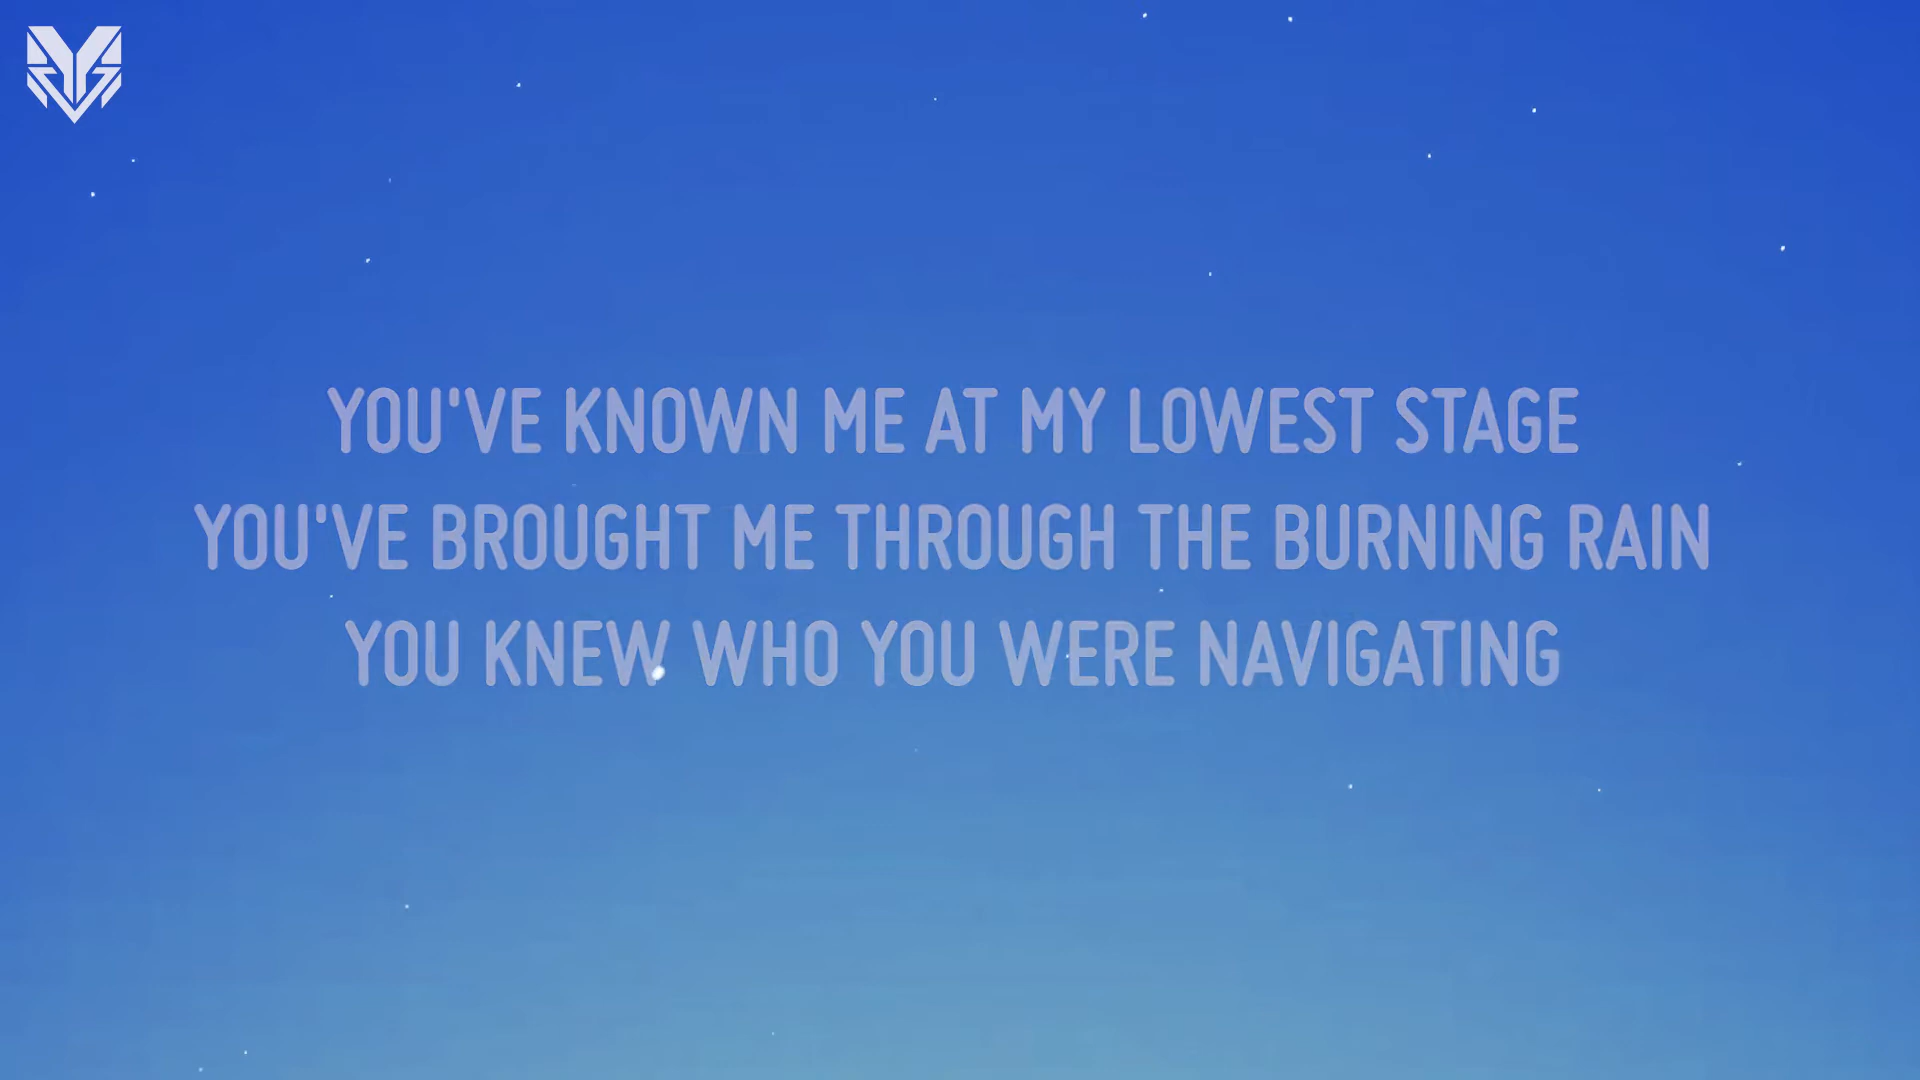 YOU'VE KNOWN ME AT MY LOWEST STAGE
YOU'VE BROUGHT ME THROUGH THE BURNING RAIN
YOU KNEW WHO YOU WERE NAVIGATING